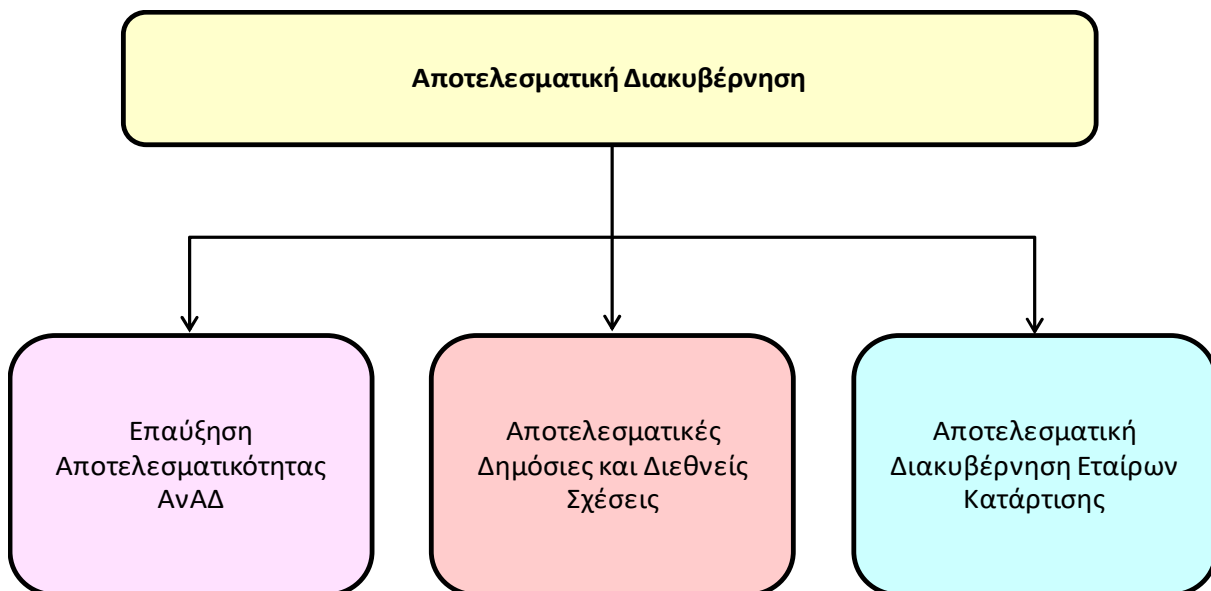 Αποτελεσματική Διακυβέρνηση
Επαύξηση
Αποτελεσματικότητας
ΑνΑΔ
Αποτελεσματικές
Δημόσιες και Διεθνείς
Σχέσεις
Αποτελεσματική
Διακυβέρνηση Εταίρων
Κατάρτισης